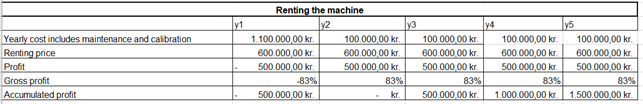 Renting the machine
y1 y2 y3 y4 y5
Yearly cost includes maintenance and calibration 1.100.000,00 kr. 100.000,00 kr. 100.000,00 kr. 100.000,00 kr. 100.000,00 kr.
Renting price 600.000,00 kr. 600.000,00 kr. 600.000,00 kr. 600.000,00 kr. 600.000,00 kr.
Profit - 500.000,00 kr. 500.000,00 kr. 500.000,00 kr. 500.000,00 kr. 500.000,00 kr.
Gross profit -83% 83% 83% 83% 83%
Accumulated profit - 500.000,00 kr. - kr. 500.000,00 kr. 1.000.000,00 kr. 1.500.000,00 kr.